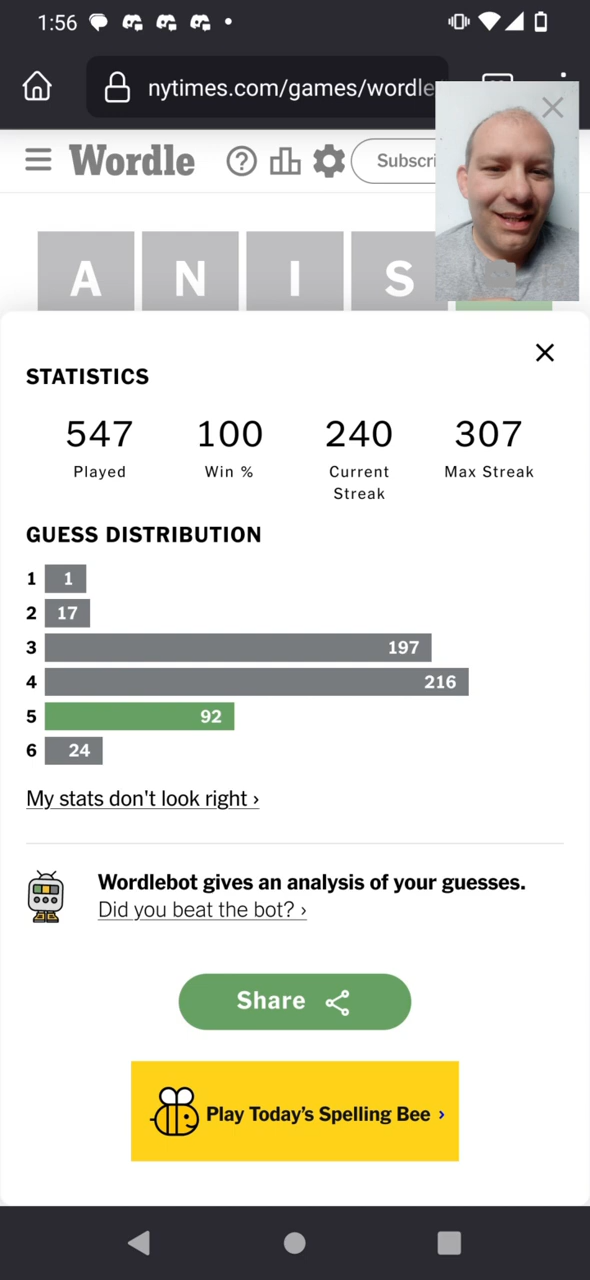 1:56
nytimes.com/games/wordle
Wordle
Subscri
A N I S
STATISTICS
547 100 240 307
Played Win % Current Streak Max Streak
GUESS DISTRIBUTION
1 1
2 17
3 197
4 216
5 92
6 24
My stats don't look right ›
Wordlebot gives an analysis of your guesses.
Did you beat the bot? ›
Share
Play Today’s Spelling Bee ›